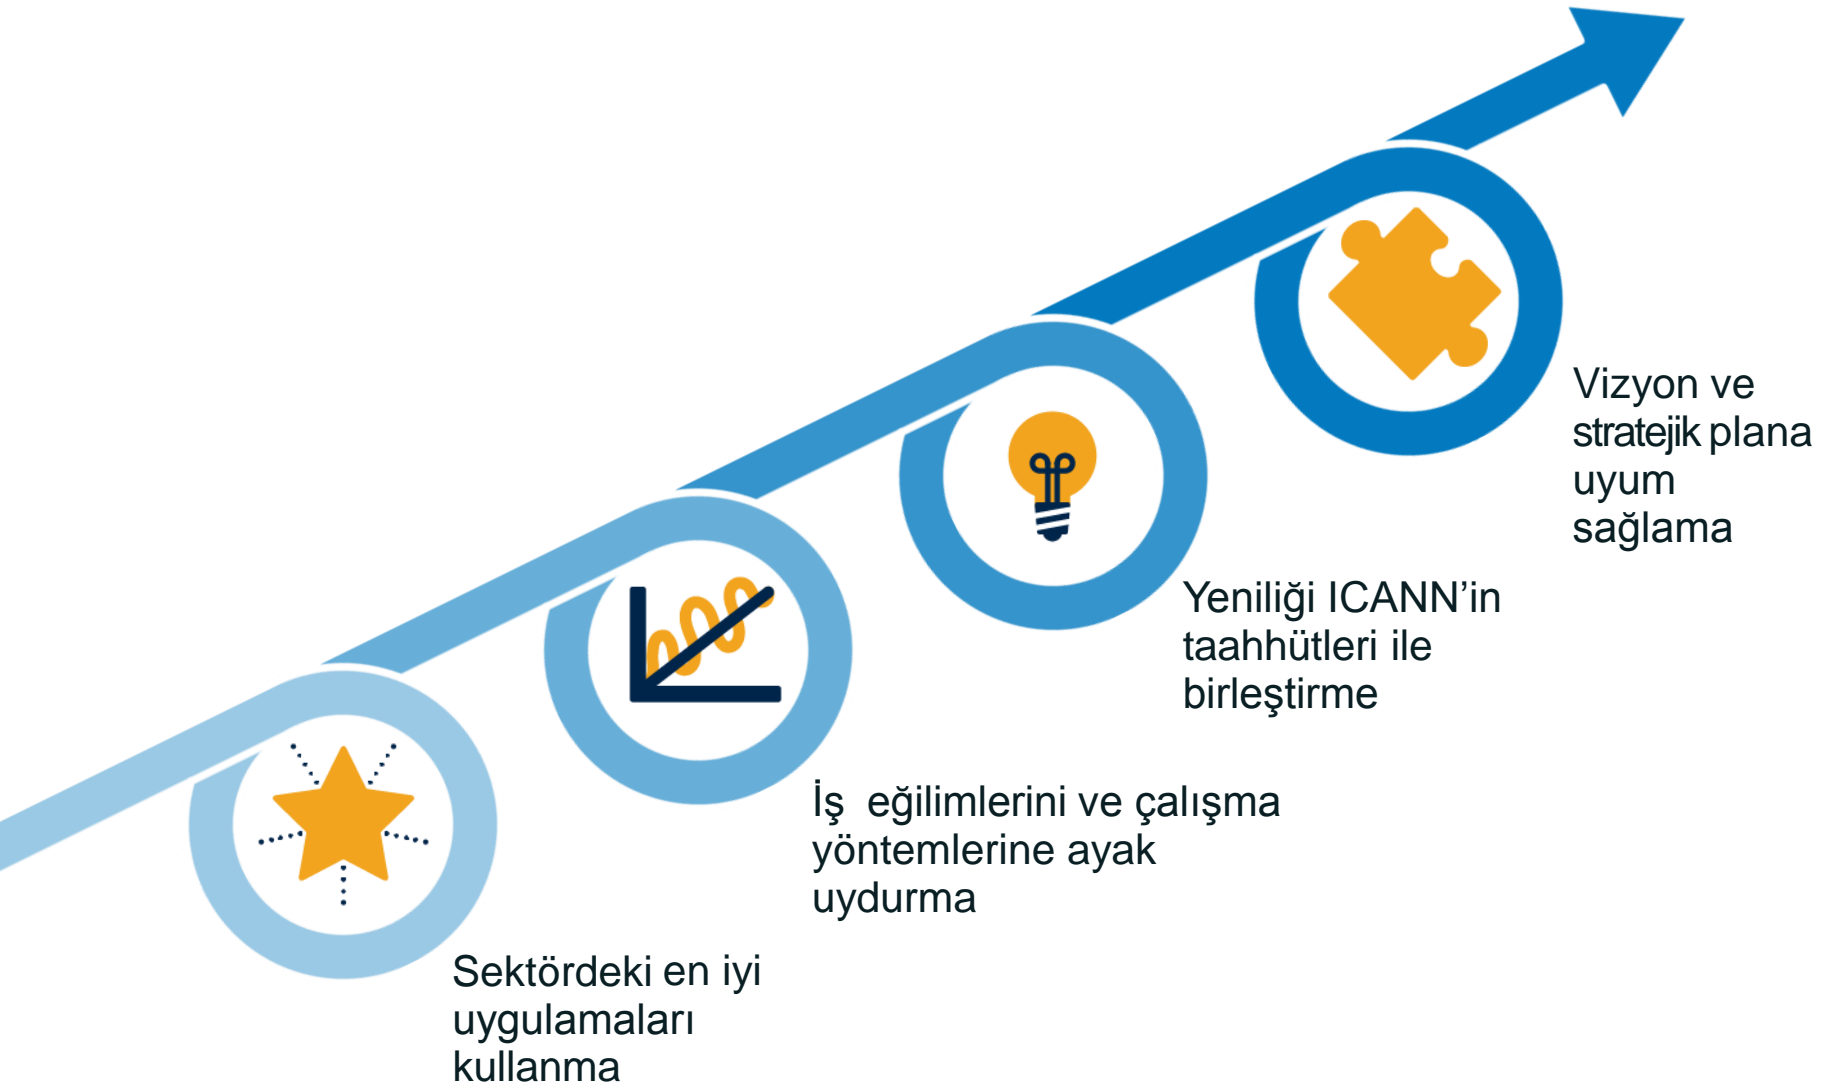 Sektördeki en iyi
uygulamaları
kullanma
İş  eğilimlerini ve çalışma
yöntemlerine ayak
uydurma
Yeniliği ICANN’in
taahhütleri ile
birleştirme
Vizyon ve
stratejik plana
uyum
sağlama